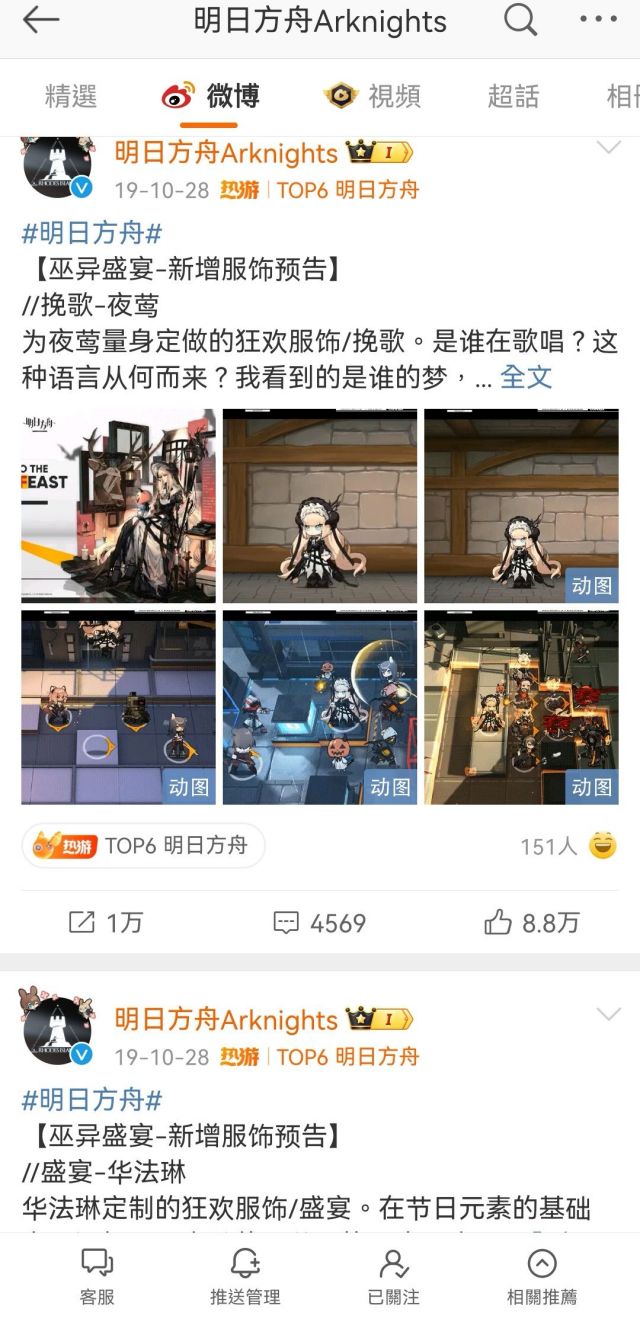 明日方舟Arknights
精選
微博
視頻
超話
相册
明日方舟Arknights I
19-10-28 热游 TOP6 明日方舟
#明日方舟#
【巫异盛宴-新增服饰预告】
//挽歌-夜莺
为夜莺量身定做的狂欢服饰/挽歌。是谁在歌唱？这
种语言从何而来？我看到的是谁的梦，... 全文
明日方舟
O THE
FEAST
动图
动图
动图
动图
热游 TOP6 明日方舟
151人
1万
4569
8.8万
明日方舟Arknights I
19-10-28 热游 TOP6 明日方舟
#明日方舟#
【巫异盛宴-新增服饰预告】
//盛宴-华法琳
华法琳定制的狂欢服饰/盛宴。在节日元素的基础
客服
推送管理
已關注
相關推薦